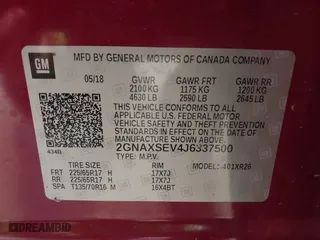 GM
MFD BY GENERAL MOTORS OF CANADA COMPANY
05/18 GVWR GAWR FRT GAWR RR
2100 KG 1175 KG 1200 KG
4630 LB 2590 LB 2645 LB
THIS VEHICLE CONFORMS TO ALL
APPLICABLE U.S. FEDERAL MOTOR
VEHICLE SAFETY, BUMPER, AND THEFT
PREVENTION STANDARDS IN EFFECT ON
THE DATE OF MANUFACTURE SHOWN ABOVE.
2GNAXSEV4J6337500
TYPE: M.P.V. MODEL:
TIRE SIZE RIM
FRT 225/65R17 H 17X7J
RR 225/65R17 H 17X7J
SPA T135/70R16 M 16X4BT
DREAMBID